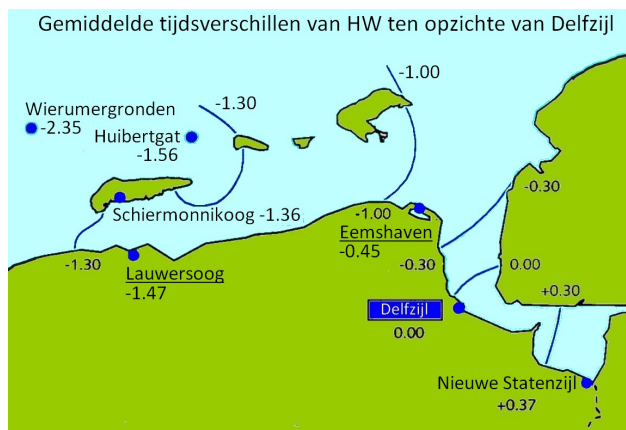 Gemiddelde tijdsverschillen van HW ten opzichte van Delfzijl
-1.00
-1.30
Wierumergronden
-2.35
Huibertgat
-1.56
-0.30
Schiermonnikoog -1.36
-1.00
Eemshaven
-0.45
-1.30
Lauwersoog
-1.47
-0.30
0.00
+0.30
Delfzijl
0.00
Nieuwe Statenzijl
+0.37